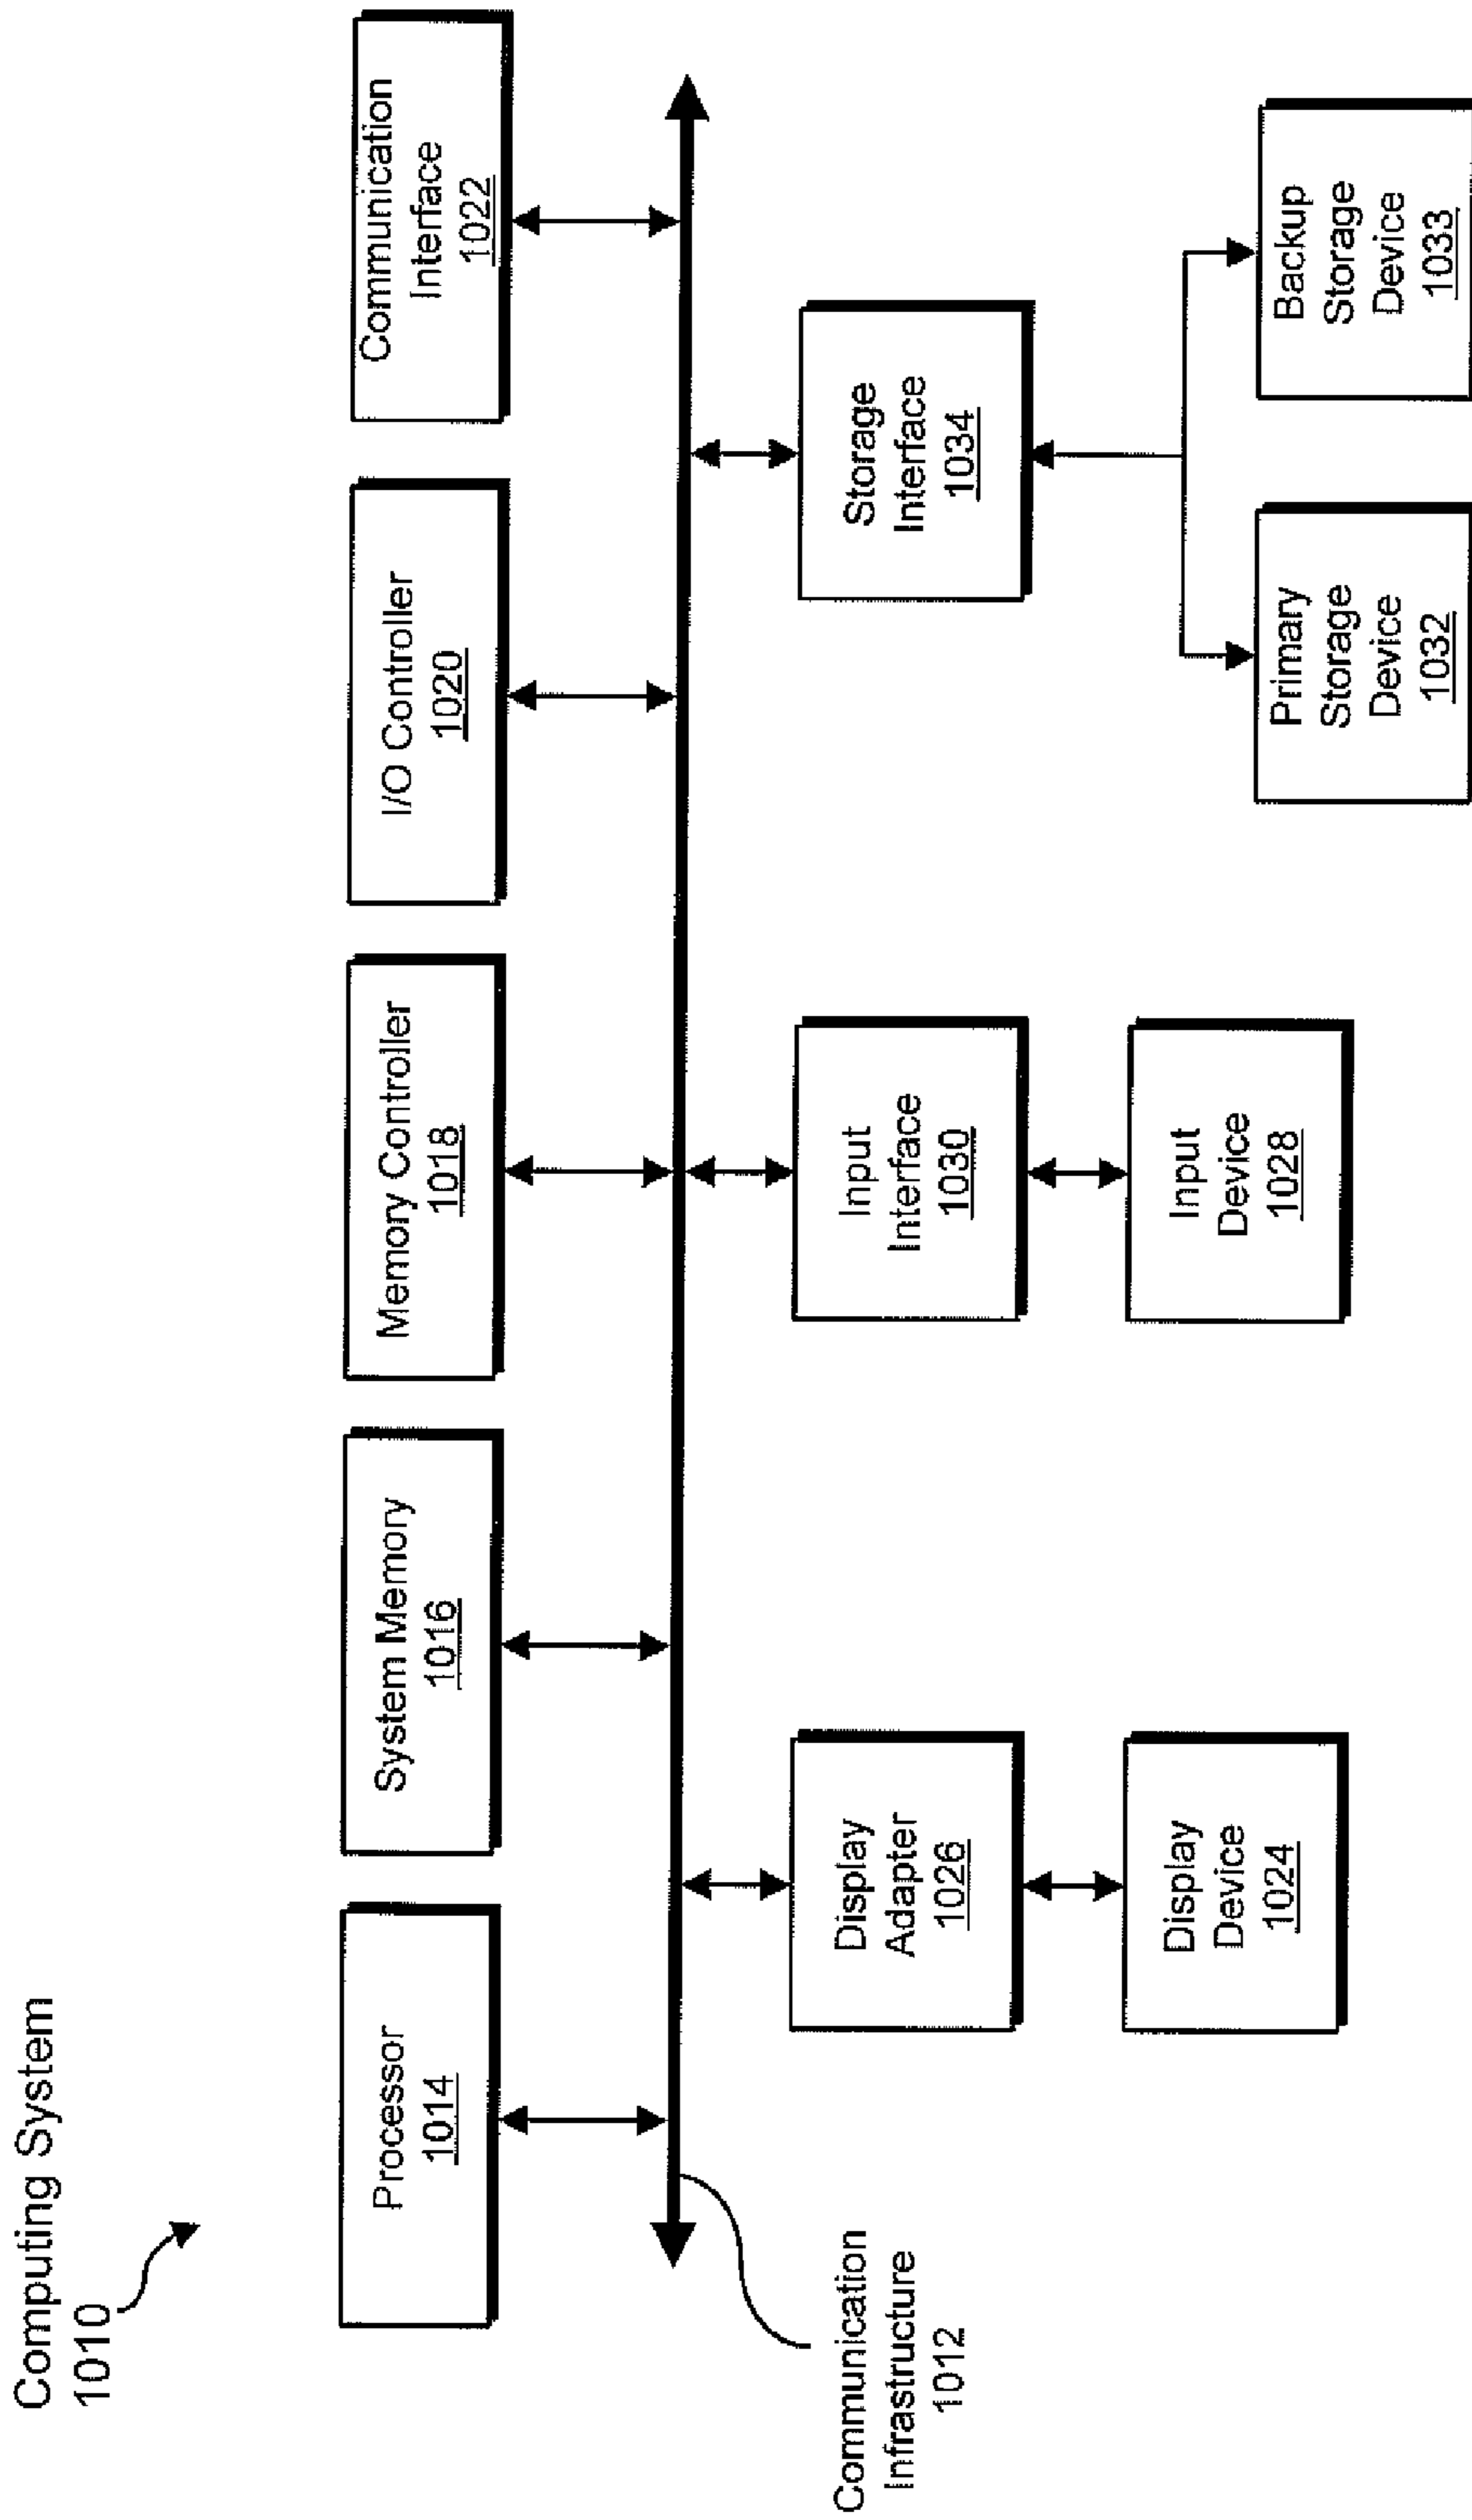 Computing System
1010
Processor
1014
System Memory
1016
Memory Controller
1018
I/O Controller
1020
Communication
Interface
1022
Communication
Infrastructure
1012
Display
Adapter
1026
Input
Interface
1030
Storage
Interface
1034
Display
Device
1024
Input
Device
1028
Primary
Storage
Device
1032
Backup
Storage
Device
1033